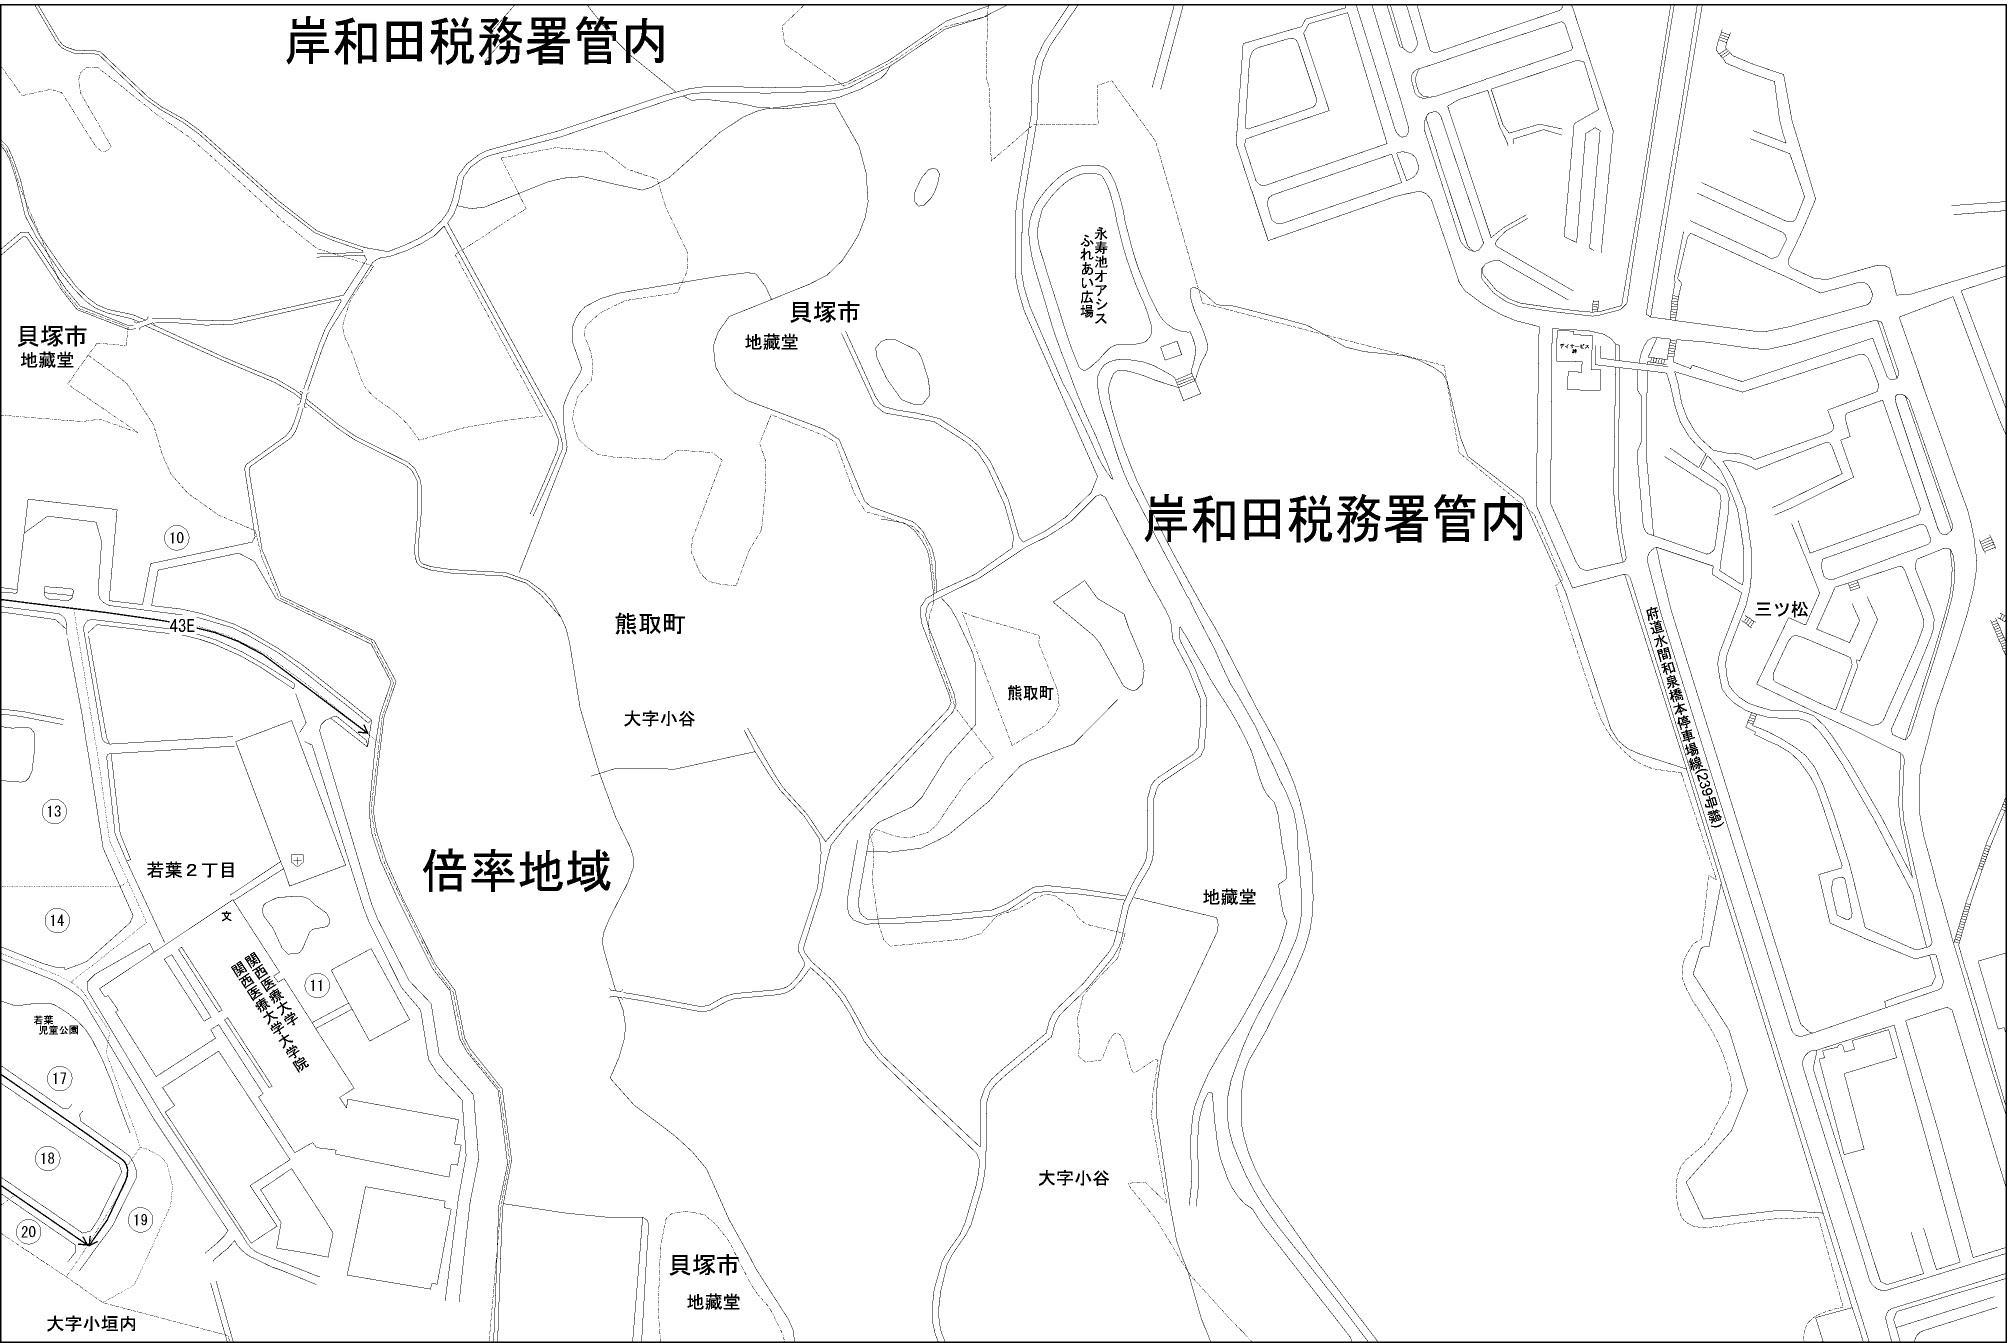 岸和田税務署管内
永寿池オアシス
ふれあい広場
貝塚市
地藏堂
貝塚市
地藏堂
デイサービス
岸和田税務署管内
10
43E
熊取町
三ツ松
府道水間和泉橋本停車場線(239号線)
熊取町
大字小谷
13
若葉２丁目
倍率地域
地藏堂
14
文
関西医療大学
関西医療大学大学院
11
若葉
児童公園
17
18
大字小谷
19
20
貝塚市
地藏堂
大字小垣内